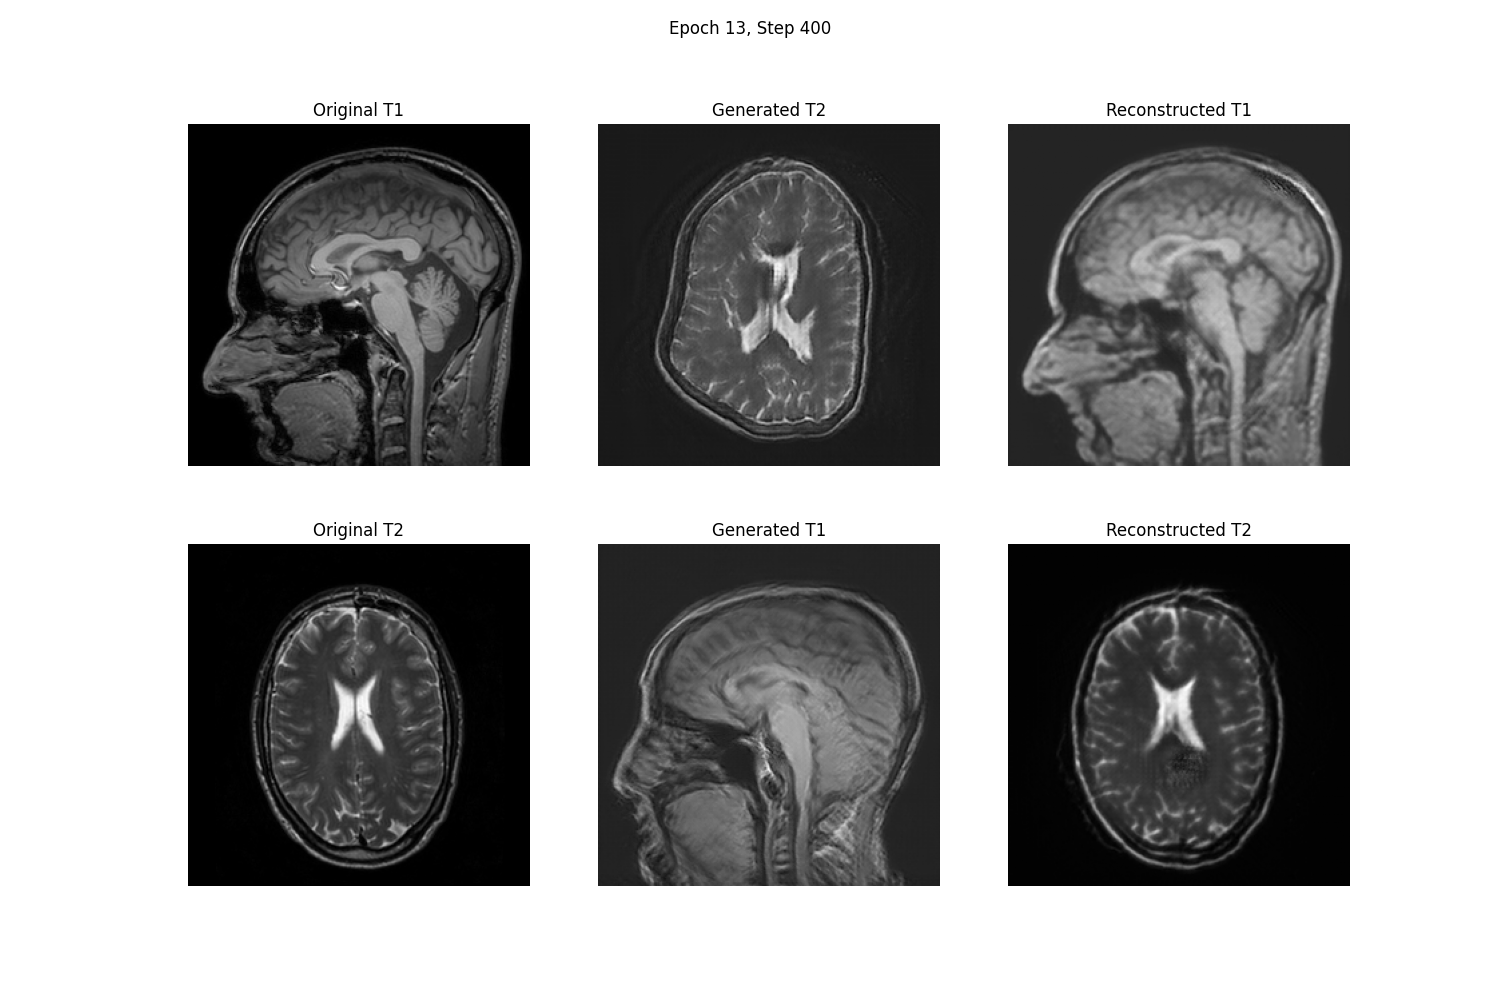 Epoch 13, Step 400
Original T1
Generated T2
Reconstructed T1
Original T2
Generated T1
Reconstructed T2